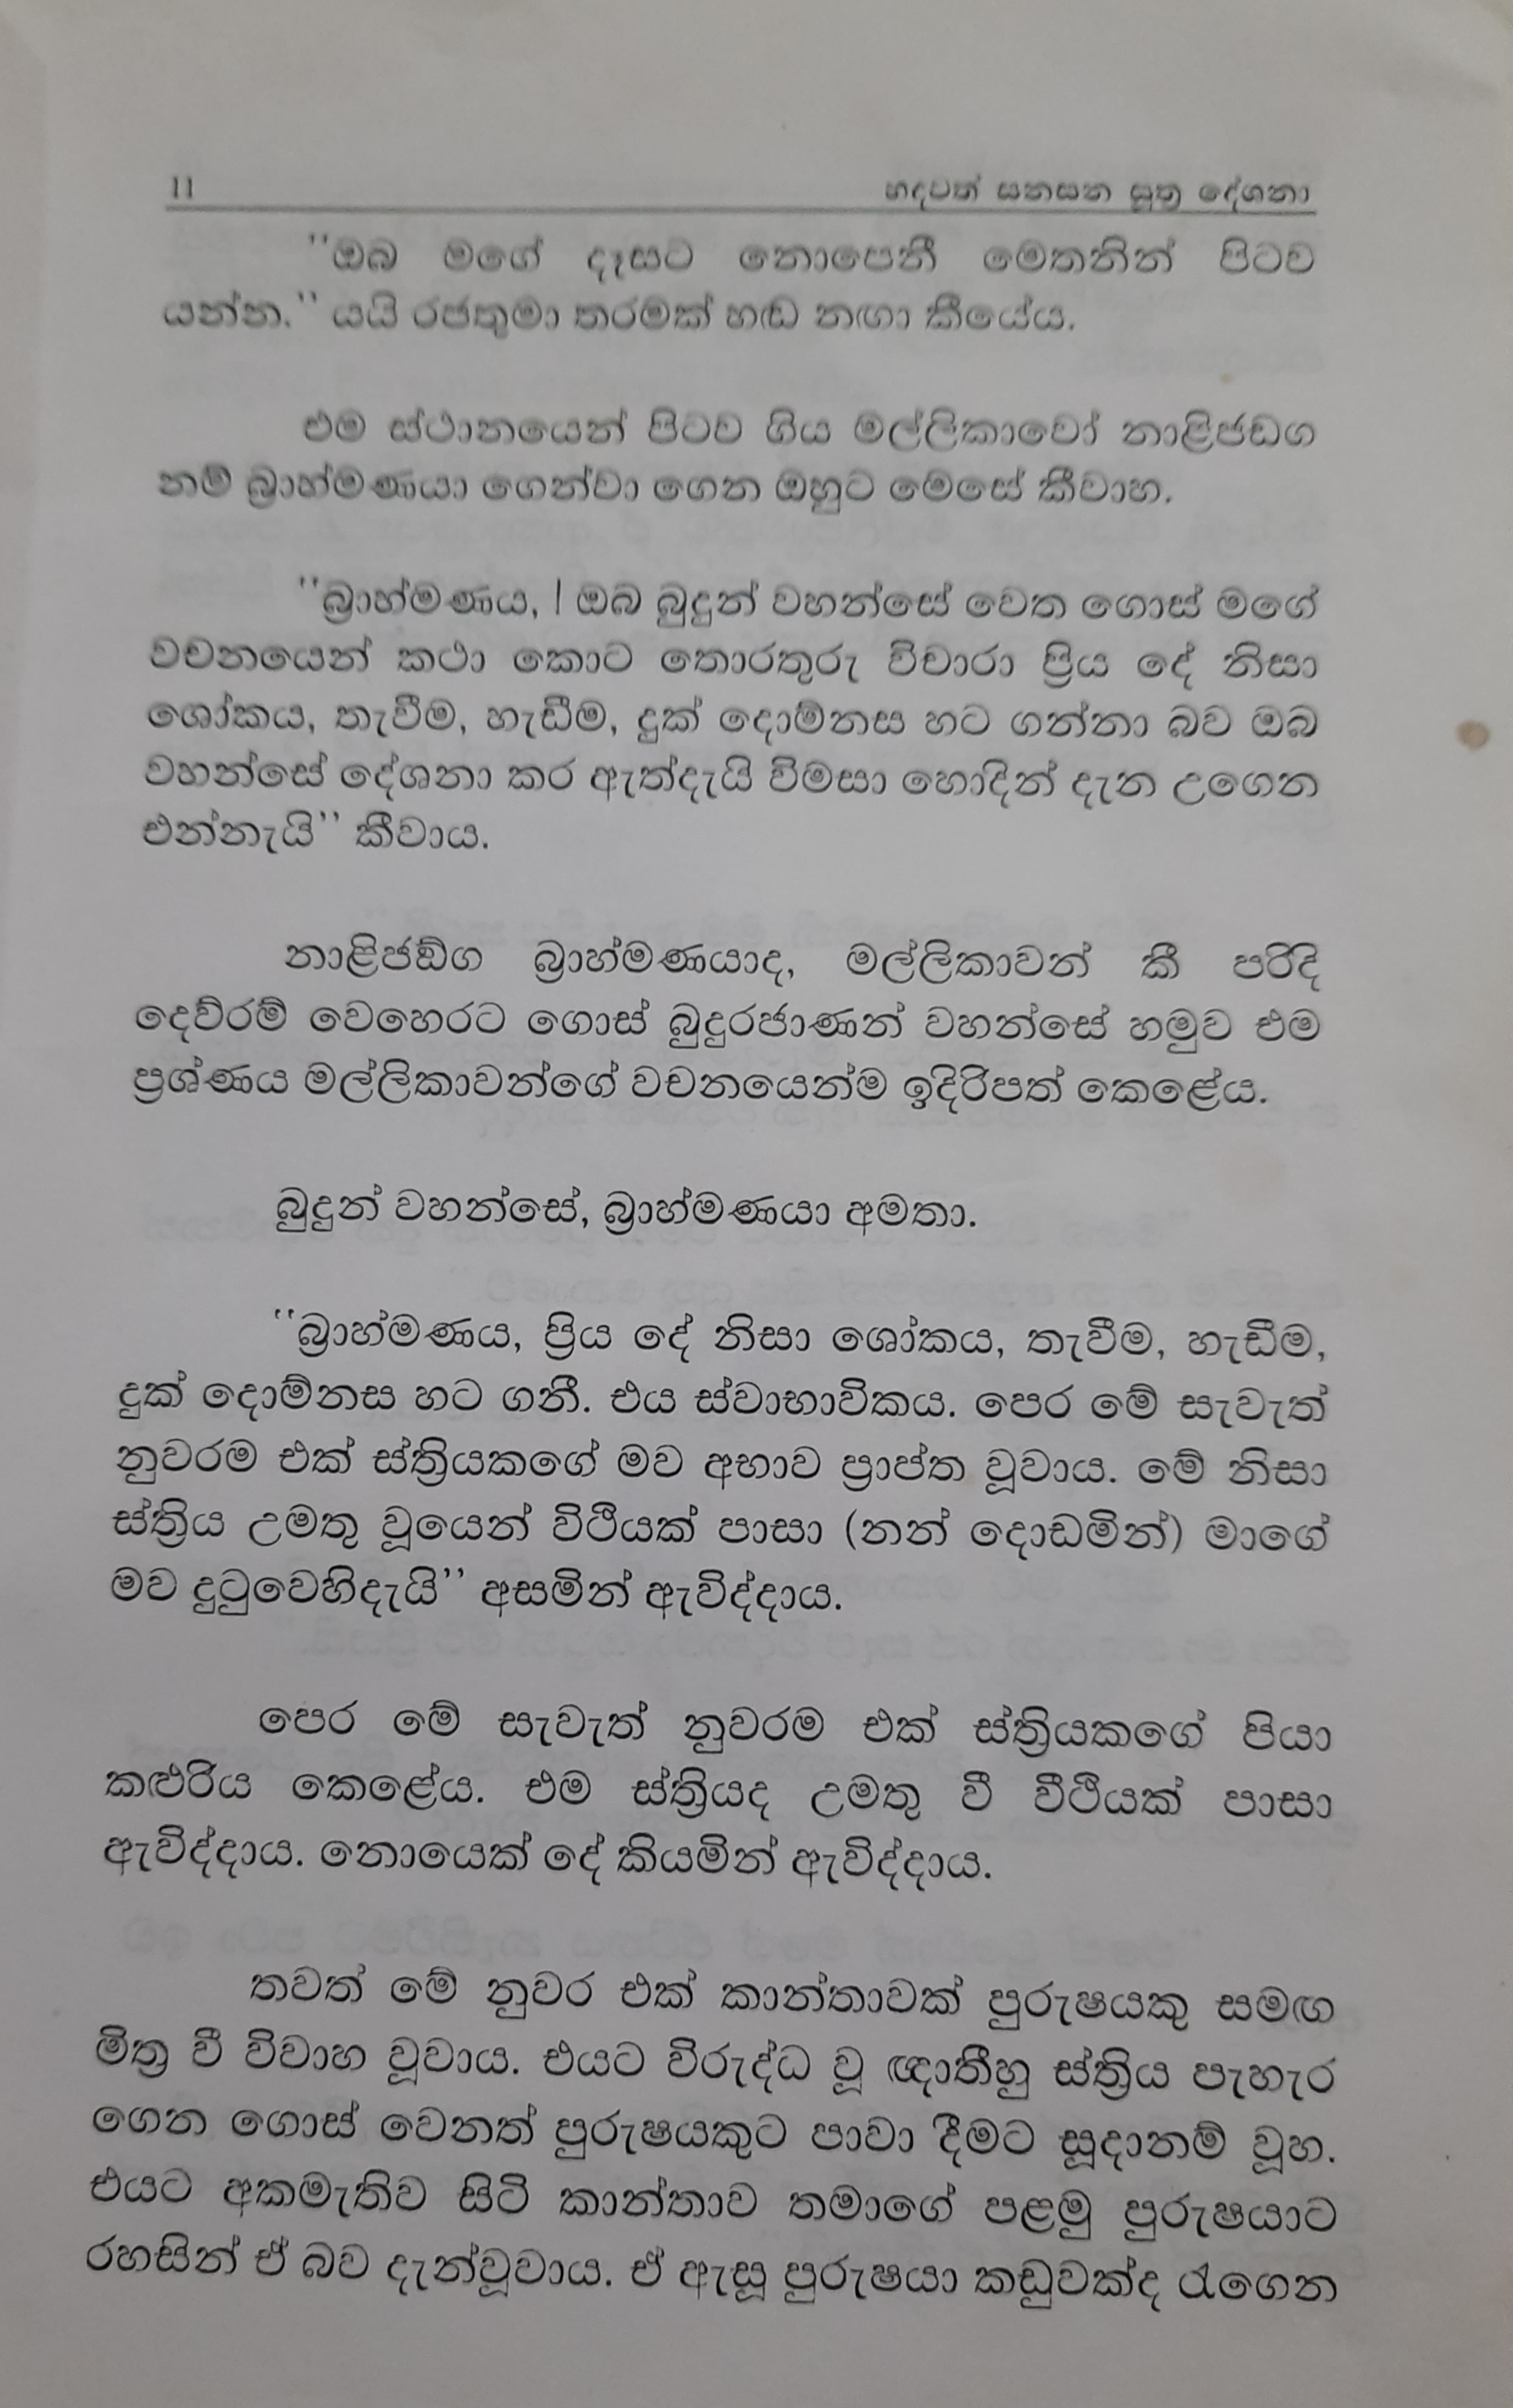 11 හදවත් සනසන සූත්‍ර දේශනා
''ඔබ මගේ දෑසට නොපෙනී මෙතනින් පිටව
යන්න.'' යයි රජතුමා තරමක් හඬ නඟා කීයේය.
එම ස්ථානයෙන් පිටව ගිය මල්ලිකාවෝ නාළිජඩග
නම් බ්‍රාහ්මණයා ගෙන්වා ගෙන ඔහුට මෙසේ කීවාහ.
''බ්‍රාහ්මණය, ! ඔබ බුදුන් වහන්සේ වෙත ගොස් මගේ
වචනයෙන් කථා කොට තොරතුරු විචාරා ප්‍රිය දේ නිසා
ශෝකය, තැවීම, හැඩීම, දුක් දොම්නස හට ගන්නා බව ඔබ
වහන්සේ දේශනා කර ඇත්දැයි විමසා හොදින් දැන උගෙන
එන්නැයි'' කීවාය.
නාළිජඞ්ග බ්‍රාහ්මණයාද, මල්ලිකාවන් කී පරිදි
දෙව්රම් වෙහෙරට ගොස් බුදුරජාණන් වහන්සේ හමුව එම
ප්‍රශ්ණය මල්ලිකාවන්ගේ වචනයෙන්ම ඉදිරිපත් කෙළේය.
බුදුන් වහන්සේ, බ්‍රාහ්මණයා අමතා.
‘‘බ්‍රාහ්මණය, ප්‍රිය දේ නිසා ශෝකය, තැවීම, හැඩීම,
දුක් දොම්නස හට ගනී. එය ස්වාභාවිකය. පෙර මේ සැවැත්
නුවරම එක් ස්ත්‍රියකගේ මව අභාව ප්‍රාප්ත වූවාය. මේ නිසා
ස්ත්‍රිය උමතු වූයෙන් විථියක් පාසා (නන් දොඩමින්) මාගේ
මව දුටුවෙහිදැයි’’ අසමින් ඇවිද්දාය.
පෙර මේ සැවැත් නුවරම එක් ස්ත්‍රියකගේ පියා
කළුරිය කෙළේය. එම ස්ත්‍රියද උමතු වී වීථියක් පාසා
ඇවිද්දාය. නොයෙක් දේ කියමින් ඇවිද්දාය.
තවත් මේ නුවර එක් කාන්තාවක් පුරුෂයකු සමඟ
මිත්‍ර වී විවාහ වූවාය. එයට විරුද්ධ වූ ඥාතීහු ස්ත්‍රිය පැහැර
ගෙන ගොස් වෙනත් පුරුෂයකුට පාවා දීමට සූදානම් වූහ.
එයට අකමැතිව සිටි කාන්තාව තමාගේ පළමු පුරුෂයාට
රහසින් ඒ බව දැන්වූවාය. ඒ ඇසූ පුරුෂයා කඩුවක්ද රැගෙන